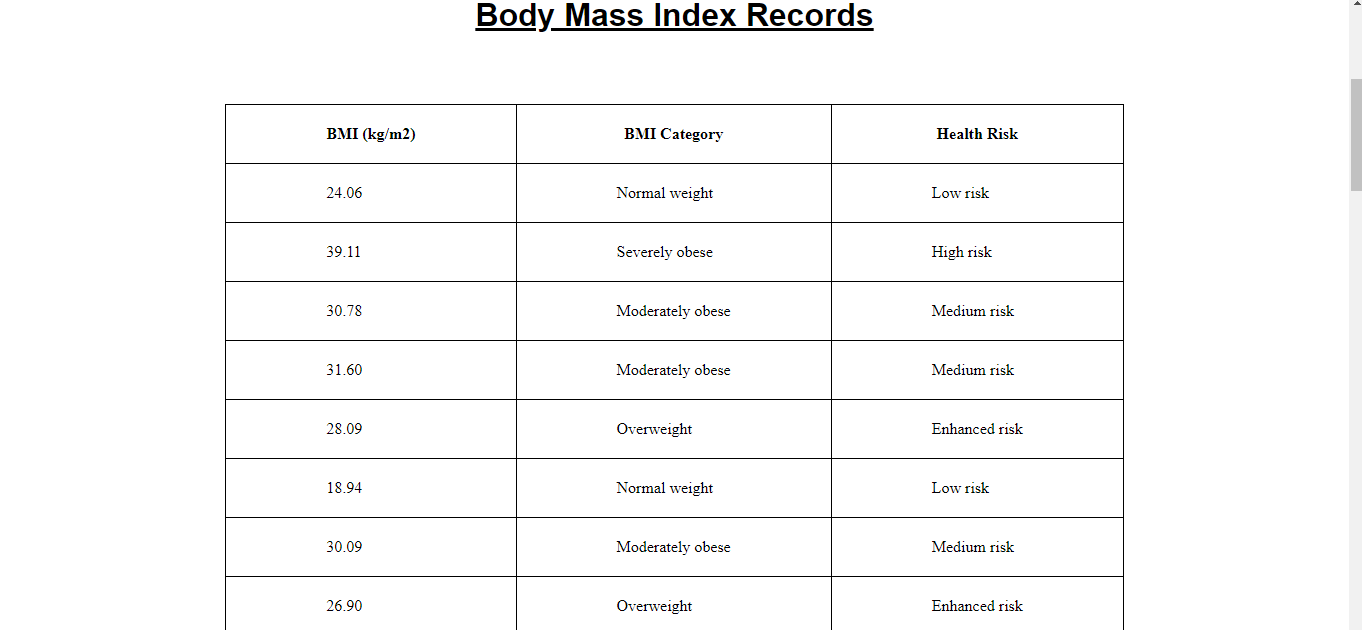 Body Mass Index Records
BMI (kg/m2) BMI Category Health Risk
24.06 Normal weight Low risk
39.11 Severely obese High risk
30.78 Moderately obese Medium risk
31.60 Moderately obese Medium risk
28.09 Overweight Enhanced risk
18.94 Normal weight Low risk
30.09 Moderately obese Medium risk
26.90 Overweight Enhanced risk